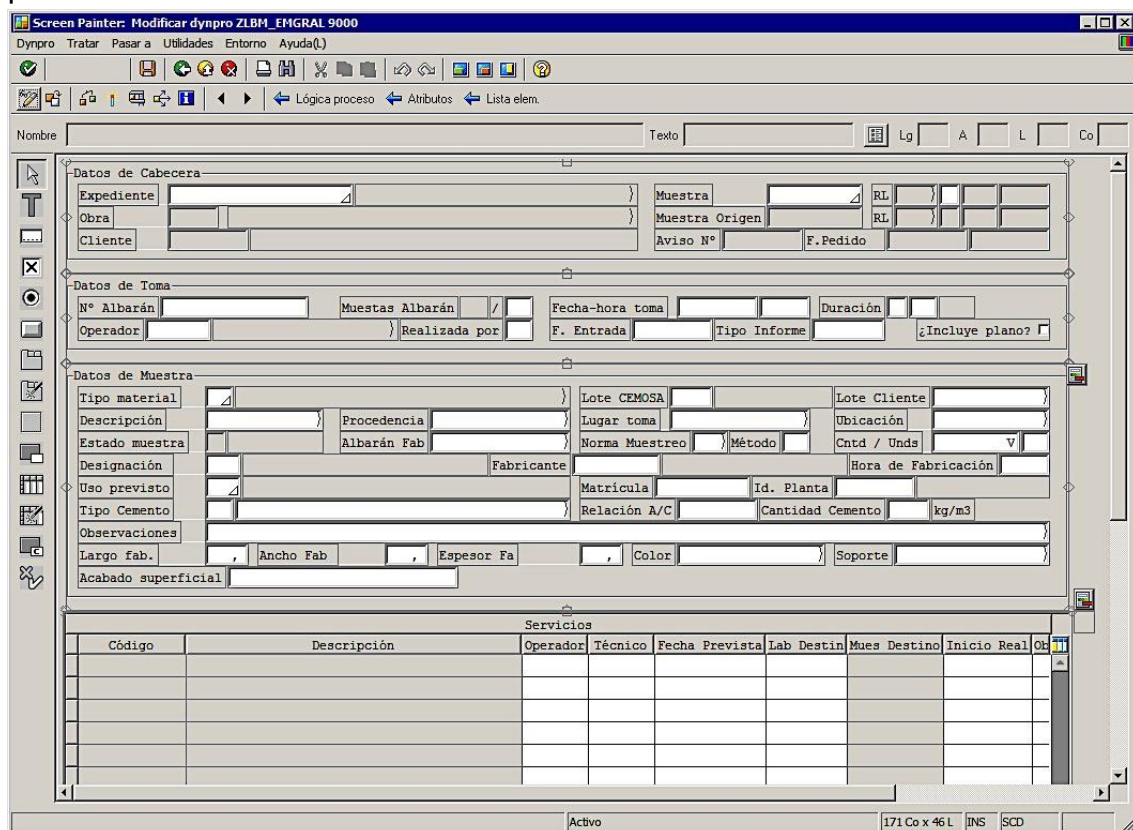 Screen Painter: Modificar dynpro ZLBM_EMGRAL 9000
Dynpro Tratar Pasar a Utilidades Entorno Ayuda(L)
Lógica proceso Atributos Lista elem.
Nombre Texto Lg A L Co
Datos de Cabecera
Expediente Muestra RL
Obra Muestra Origen RL
Cliente Aviso Nº F.Pedido
Datos de Toma
Nº Albarán Muestas Albarán / Fecha-hora toma Duración
Operador Realizada por F. Entrada Tipo Informe ¿Incluye plano?
Datos de Muestra
Tipo material Lote CEMOSA Lote Cliente
Descripción Procedencia Lugar toma Ubicación
Estado muestra Albarán Fab Norma Muestreo Método Cntd / Unds V
Designación Fabricante Hora de Fabricación
Uso previsto Matrícula Id. Planta
Tipo Cemento Relación A/C Cantidad Cemento kg/m3
Observaciones
Largo fab. , Ancho Fab , Espesor Fa , Color Soporte
Acabado superficial
Servicios
Código Descripción Operador Técnico Fecha Prevista Lab Destin Mues Destino Inicio Real Ob
Activo 171 Co x 46 L INS SCD